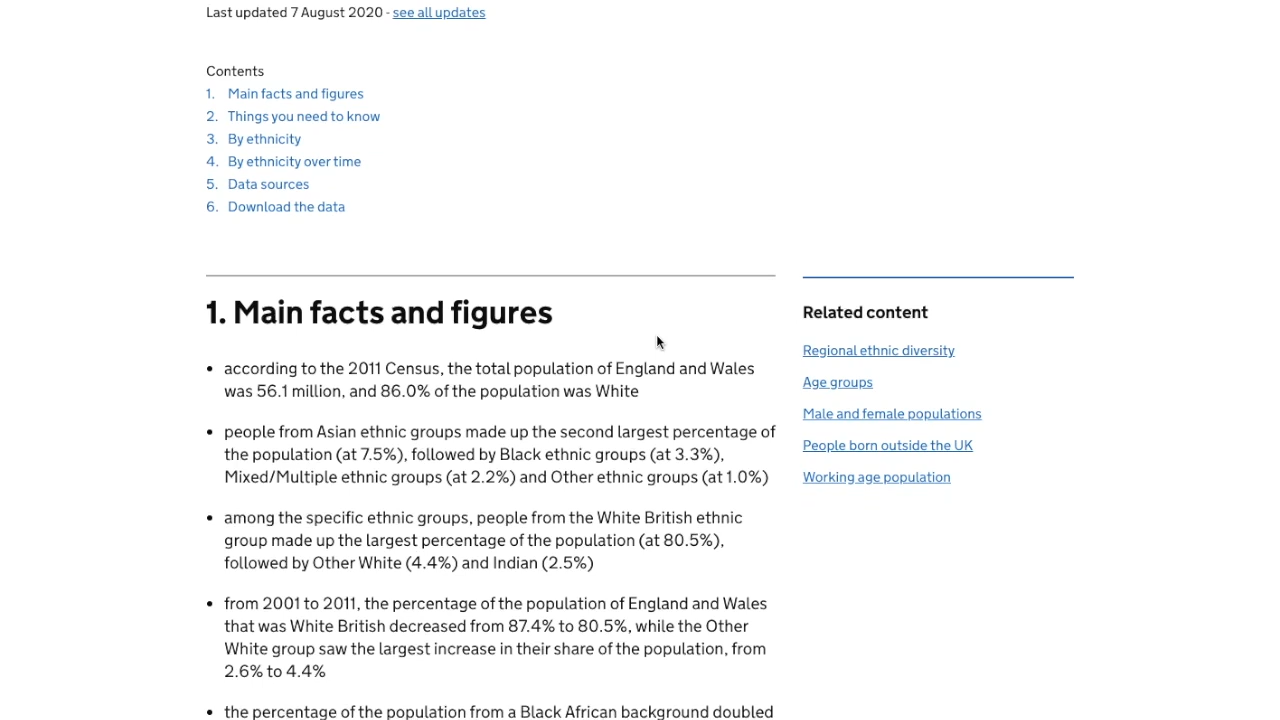 Last updated 7 August 2020 - see all updates
Contents
1. Main facts and figures
2. Things you need to know
3. By ethnicity
4. By ethnicity over time
5. Data sources
6. Download the data
1. Main facts and figures
• according to the 2011 Census, the total population of England and Wales
was 56.1 million, and 86.0% of the population was White
• people from Asian ethnic groups made up the second largest percentage of
the population (at 7.5%), followed by Black ethnic groups (at 3.3%),
Mixed/Multiple ethnic groups (at 2.2%) and Other ethnic groups (at 1.0%)
• among the specific ethnic groups, people from the White British ethnic
group made up the largest percentage of the population (at 80.5%),
followed by Other White (4.4%) and Indian (2.5%)
• from 2001 to 2011, the percentage of the population of England and Wales
that was White British decreased from 87.4% to 80.5%, while the Other
White group saw the largest increase in their share of the population, from
2.6% to 4.4%
• the percentage of the population from a Black African background doubled
Related content
Regional ethnic diversity
Age groups
Male and female populations
People born outside the UK
Working age population